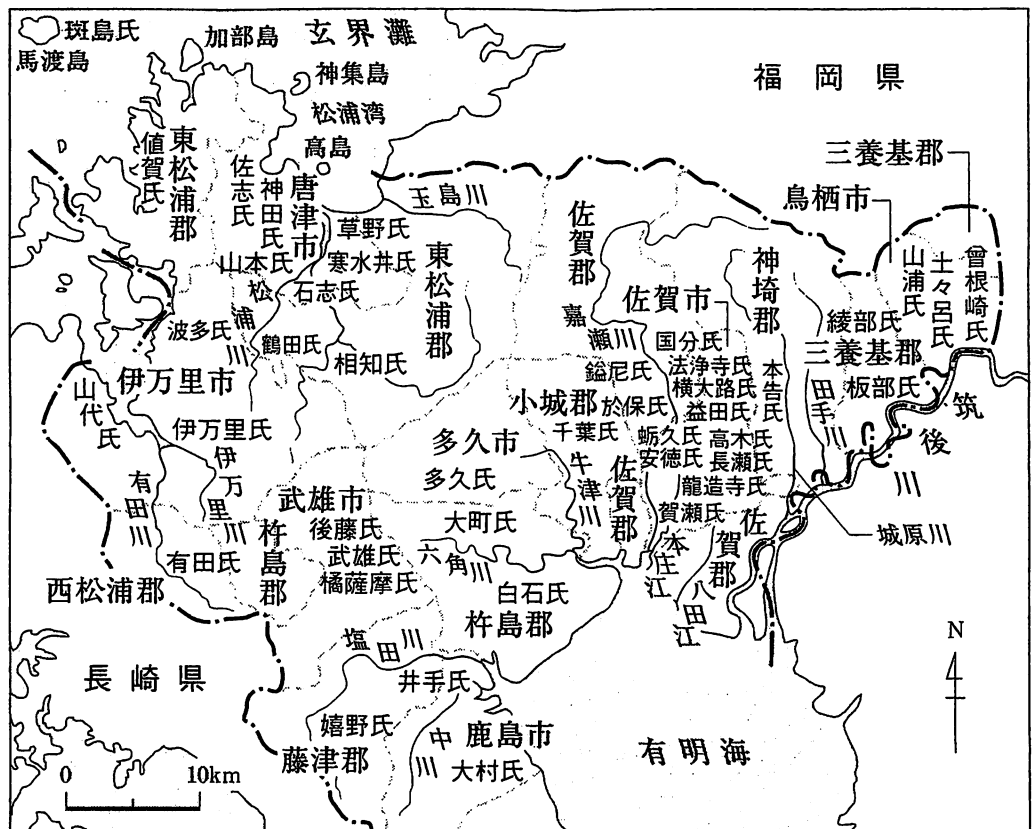 斑島氏
馬渡島
加部島
玄界灘
神集島
松浦湾
高島
福岡県
東松浦郡
値賀氏
佐志氏
神田氏
唐津市
玉島川
草野氏
山本氏
寒水井氏
石志氏
松浦川
東松浦郡
波多氏
鶴田氏
相知氏
佐賀郡
嘉瀬川
佐賀市
神埼郡
三養基郡
鳥栖市
山浦氏
土々呂氏
曾根崎氏
綾部氏
三養基郡
板部氏
田手川
筑後川
国分氏
法浄寺氏
横大路氏
益田氏
本告氏
鎰尼氏
小城郡
於保氏
千葉氏
蛎久氏
高木氏
安徳氏
長瀬氏
龍造寺氏
賀瀬氏
佐賀郡
牛津川
多久市
多久氏
大町氏
六角川
白石氏
杵島郡
本庄江
佐賀郡
八田江
城原川
伊万里市
山代氏
伊万里氏
伊万里川
有田川
有田氏
西松浦郡
武雄市
後藤氏
武雄氏
橘薩摩氏
杵島郡
長崎県
塩田川
井手氏
嬉野氏
藤津郡
中川
鹿島市
大村氏
有明海
N
0 10km